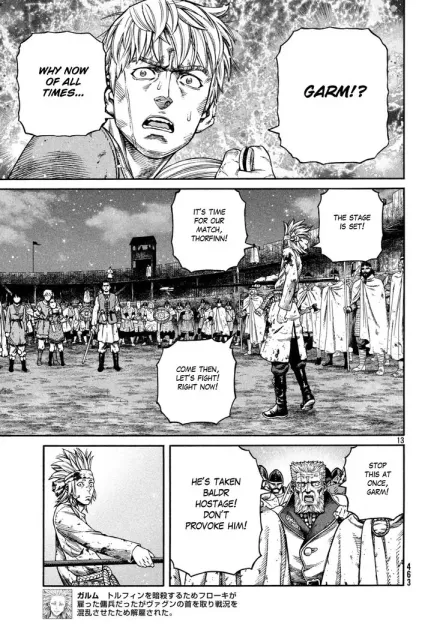 GARM!?
WHY NOW
OF ALL
TIMES...
THE STAGE
IS SET!
IT'S TIME
FOR OUR
MATCH,
THORFINN!
COME THEN,
LET'S FIGHT!
RIGHT NOW!
13
STOP
THIS AT
ONCE,
GARM!
HE'S TAKEN
BALDR
HOSTAGE!
DON'T
PROVOKE HIM!
463
ガルム　トルフィンを暗殺するためフローキが
雇った傭兵だったがヴァグンの首を取り戦況を
混乱させたため解雇された。